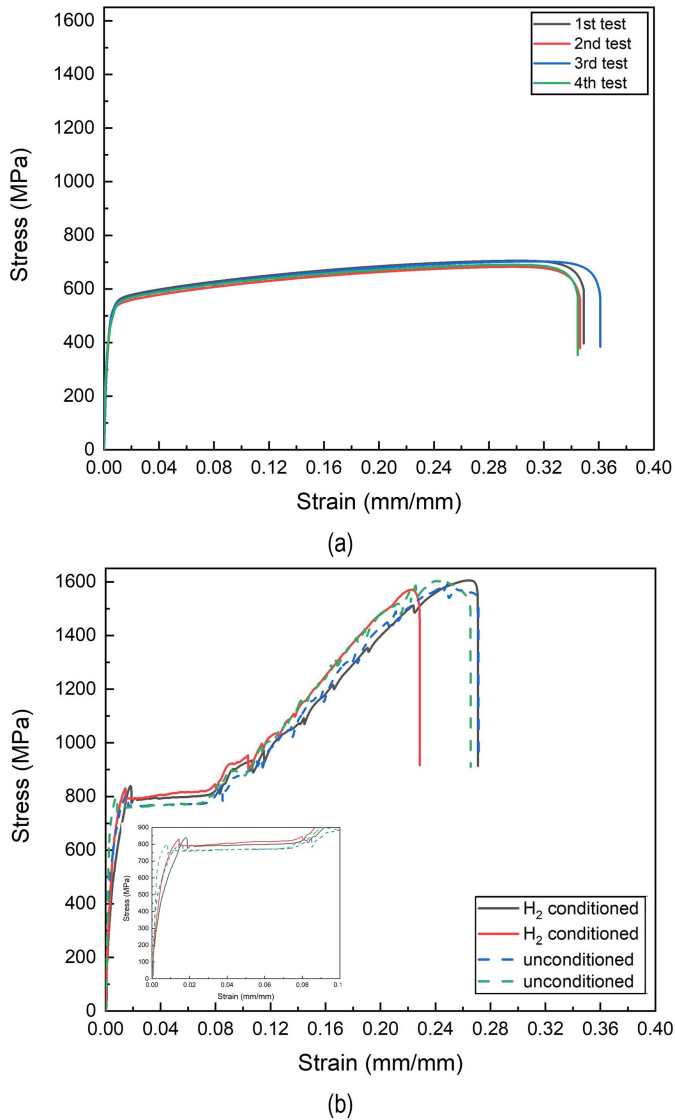 1600
1400
1200
1000
800
600
400
200
0
Stress (MPa)
1st test
2nd test
3rd test
4th test
0.00 0.04 0.08 0.12 0.16 0.20 0.24 0.28 0.32 0.36 0.40
Strain (mm/mm)
(a)
1600
1400
1200
1000
800
600
400
200
0
Stress (MPa)
900
800
700
600
500
400
300
200
100
0
Stress (MPa)
0.00 0.02 0.04 0.06 0.08 0.1
Strain (mm/mm)
H₂ conditioned
H₂ conditioned
unconditioned
unconditioned
0.00 0.04 0.08 0.12 0.16 0.20 0.24 0.28 0.32 0.36 0.40
Strain (mm/mm)
(b)